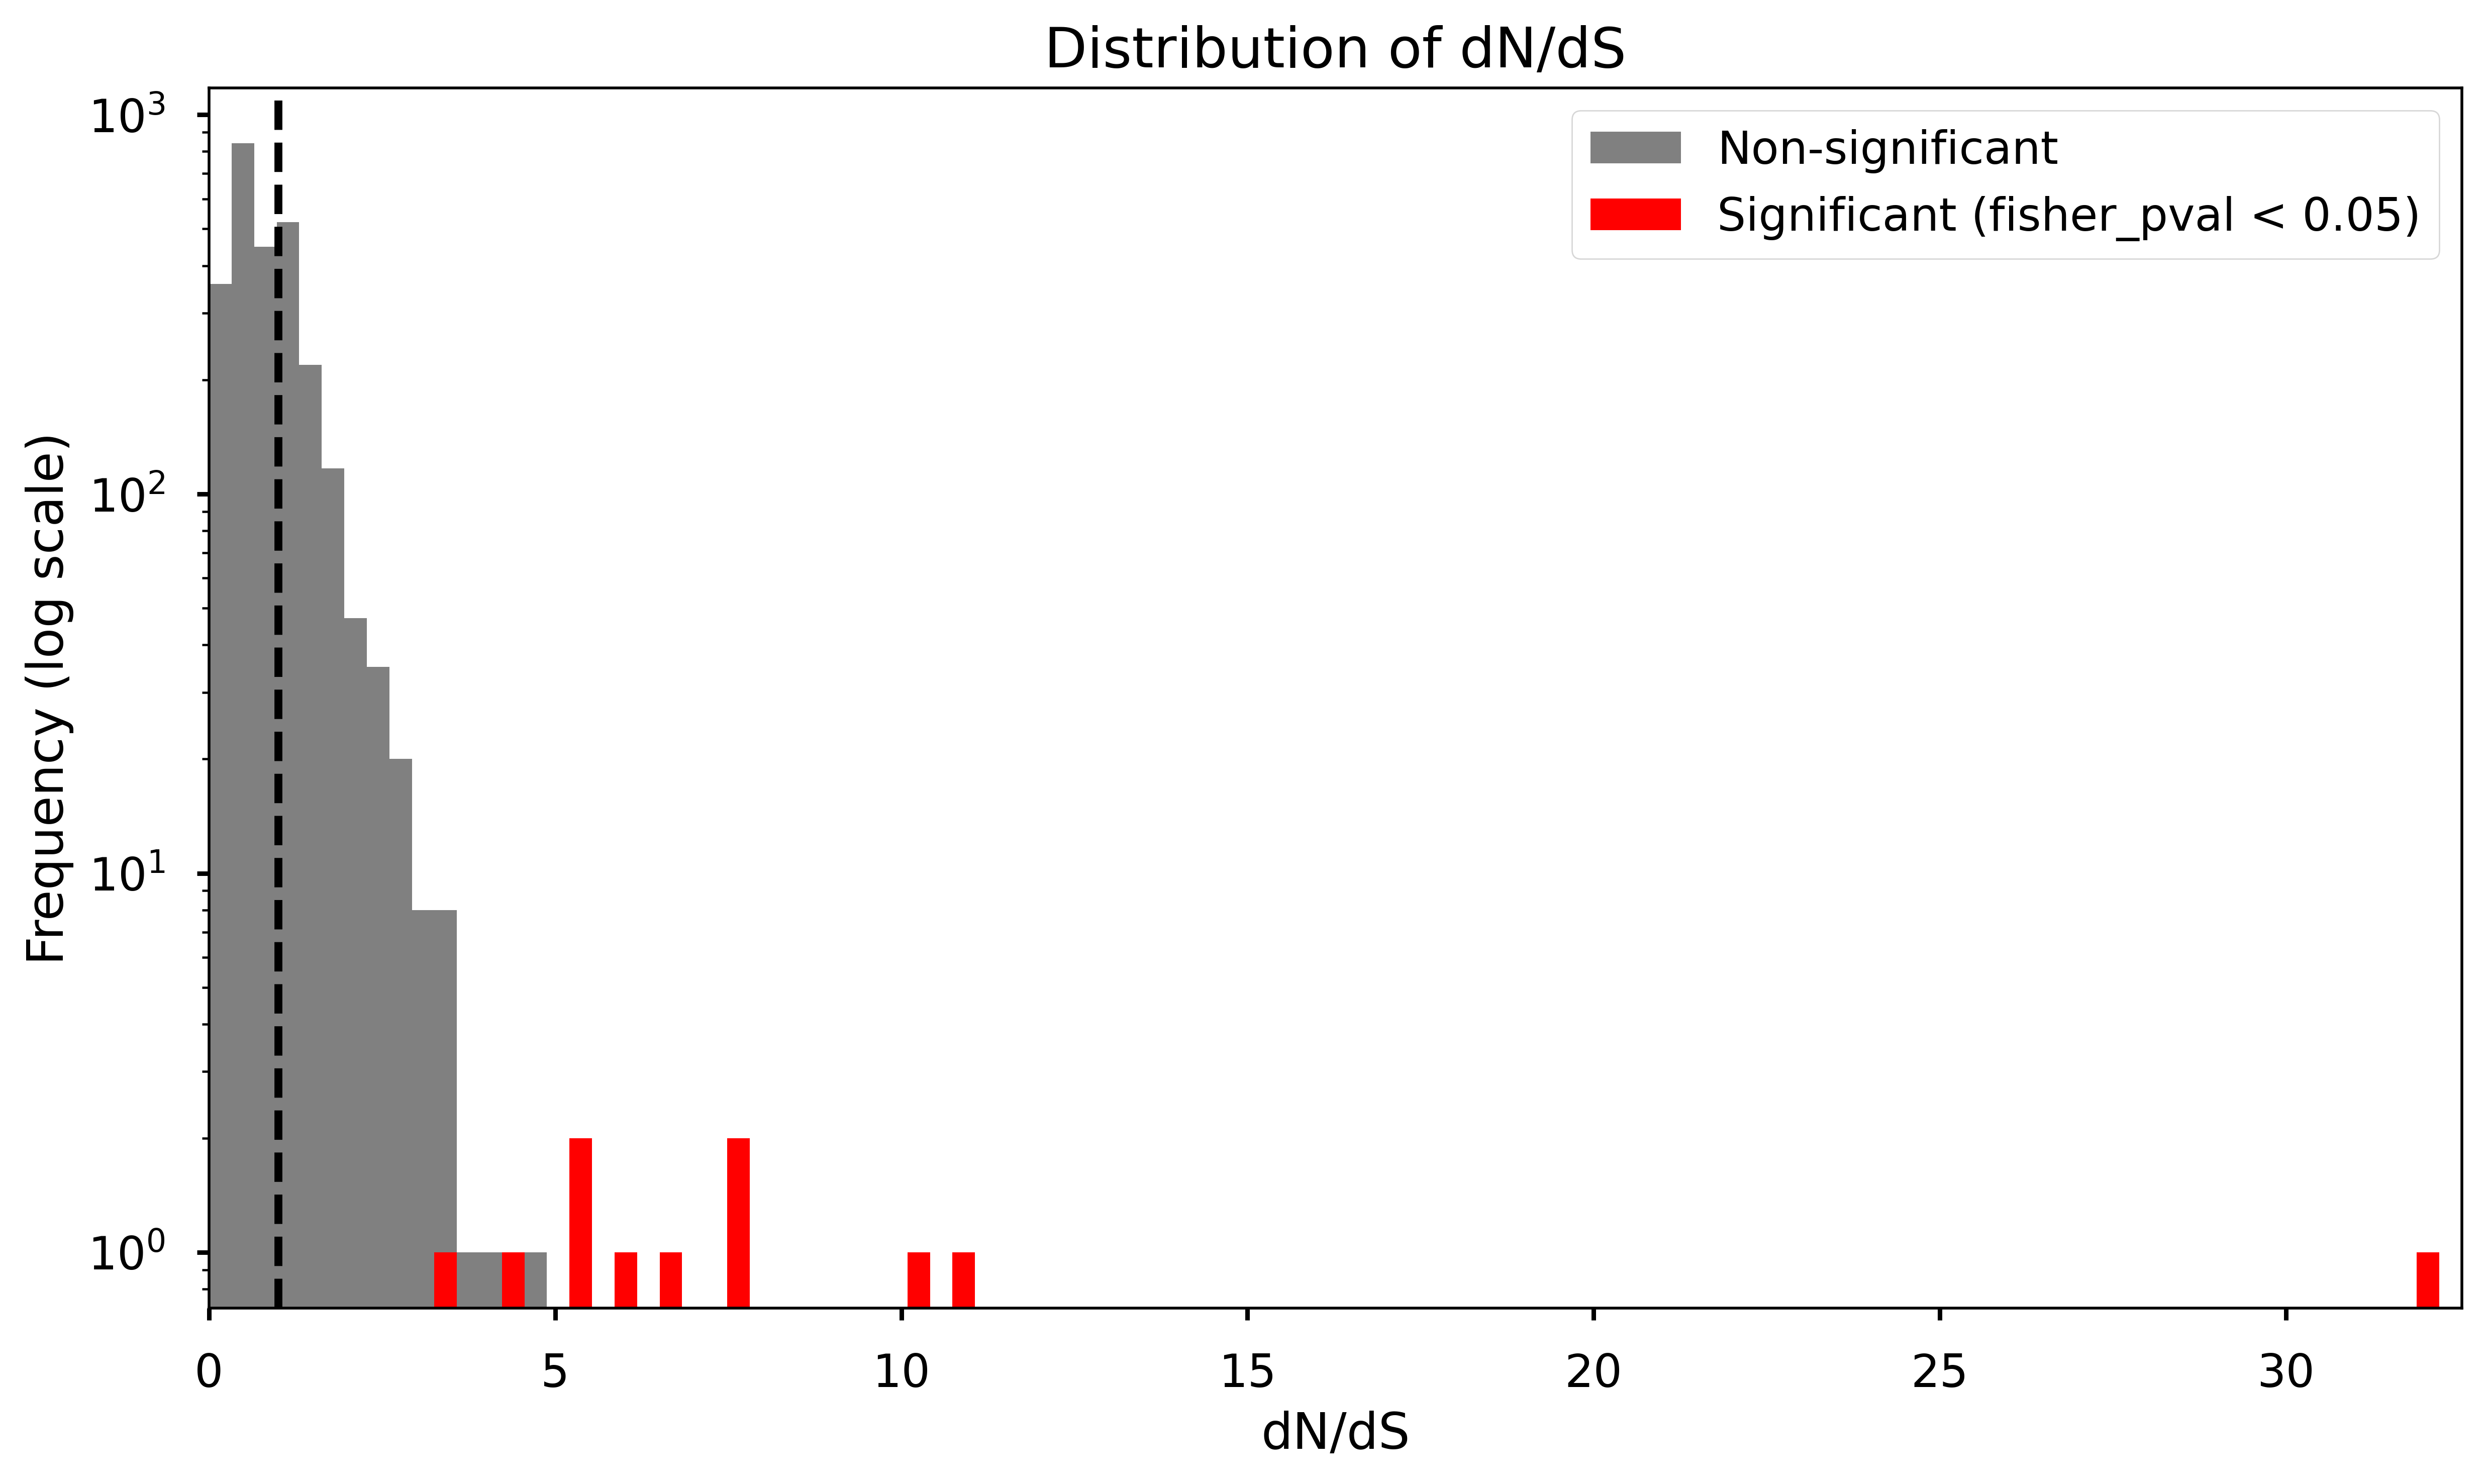 Distribution of dN/dS
Non-significant
Significant (fisher_pval < 0.05)
Frequency (log scale)
10³
10²
10¹
10⁰
0 5 10 15 20 25 30
dN/dS